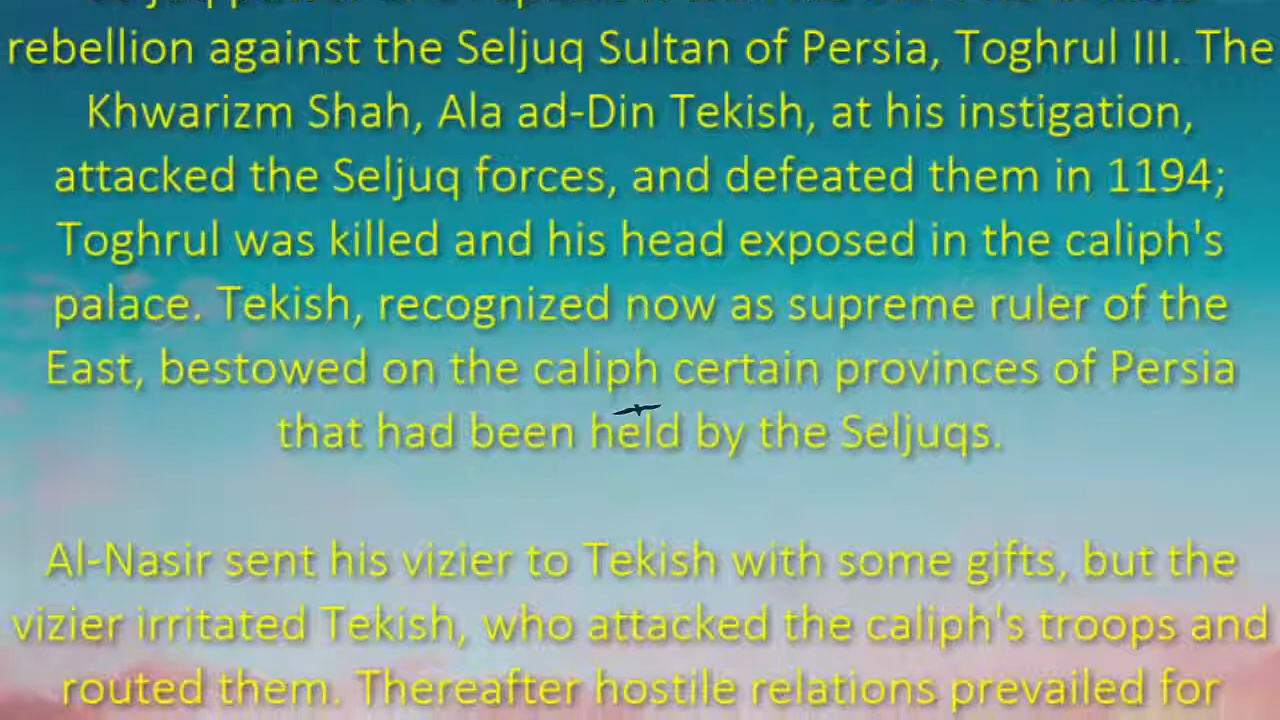 rebellion against the Seljuq Sultan of Persia, Toghrul III. The
Khwarizm Shah, Ala ad-Din Tekish, at his instigation,
attacked the Seljuq forces, and defeated them in 1194;
Toghrul was killed and his head exposed in the caliph's
palace. Tekish, recognized now as supreme ruler of the
East, bestowed on the caliph certain provinces of Persia
that had been held by the Seljuqs.
Al-Nasir sent his vizier to Tekish with some gifts, but the
vizier irritated Tekish, who attacked the caliph's troops and
routed them. Thereafter hostile relations prevailed for